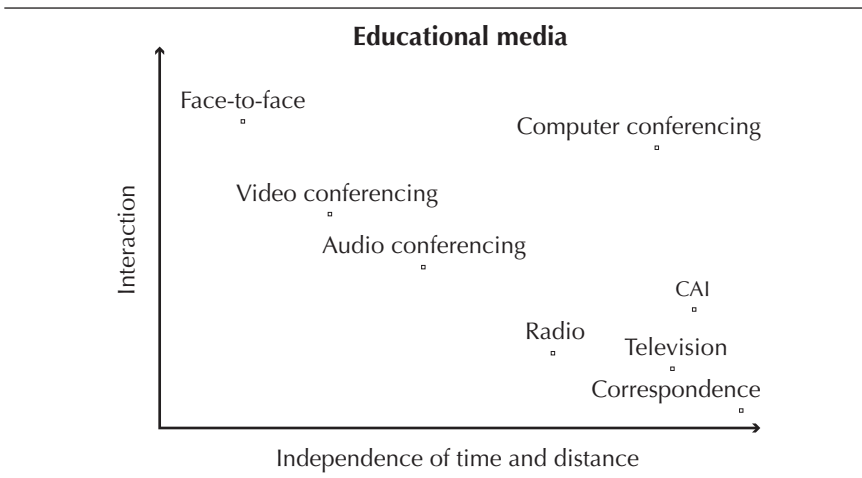 Educational media
Face-to-face
Computer conferencing
Video conferencing
Audio conferencing
CAI
Radio
Television
Correspondence
Interaction
Independence of time and distance